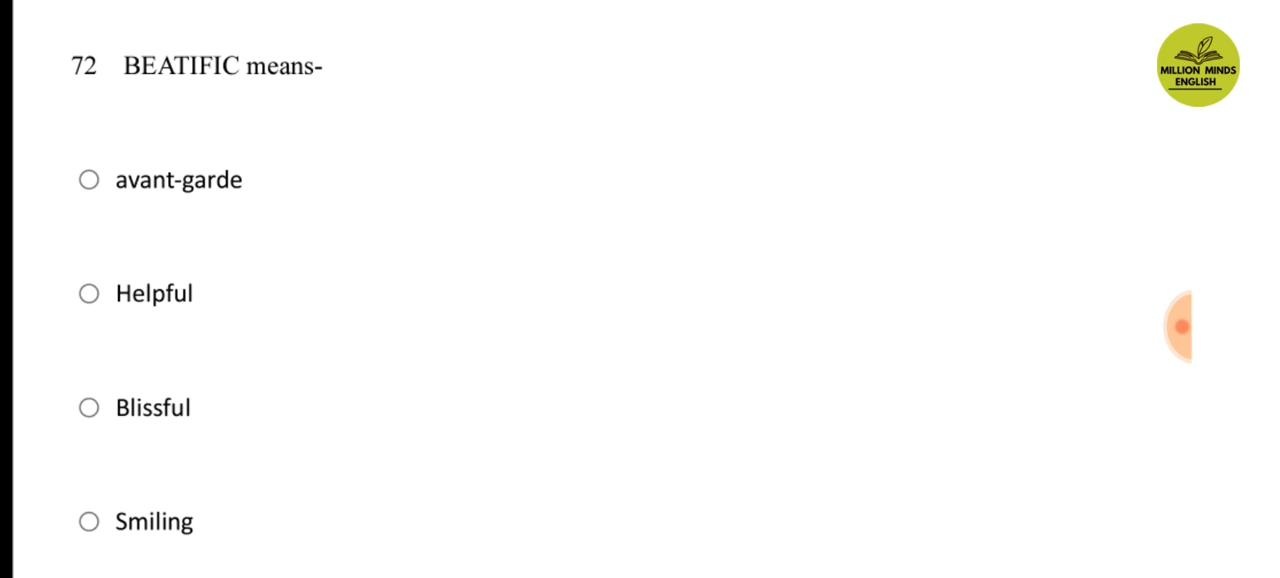 72 BEATIFIC means-
MILLION MINDS
ENGLISH
avant-garde
Helpful
Blissful
Smiling